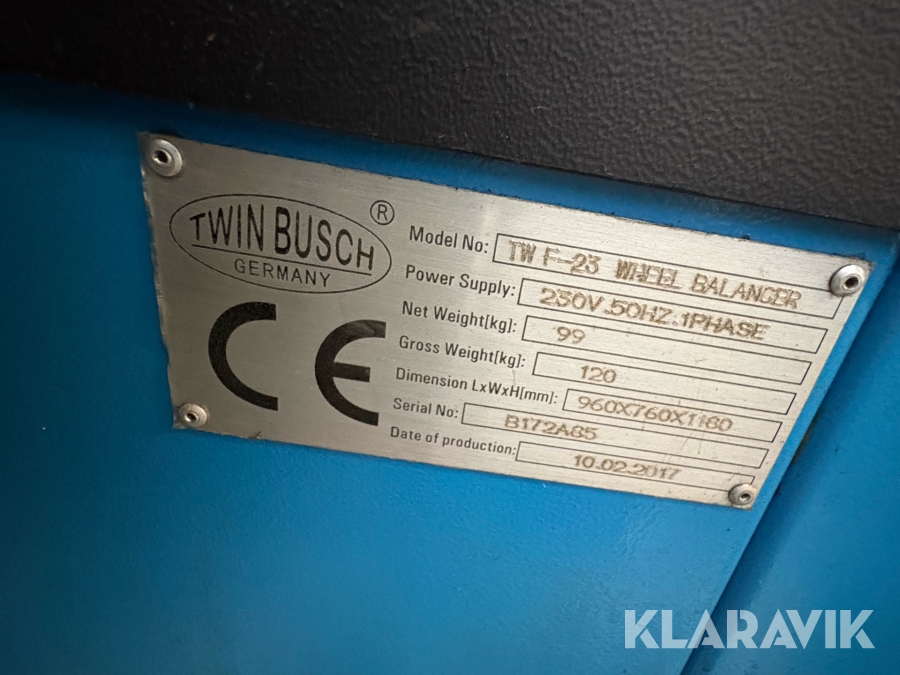 TWIN BUSCH ®
GERMANY
CE
Model No: TW F-23 WHEEL BALANCER
Power Supply: 230V.50HZ.1PHASE
Net Weight[kg]: 99
Gross Weight[kg]: 120
Dimension LxWxH[mm]: 960X760X1160
Serial No: B172A65
Date of production: 10.02.2017
KLARAVIK